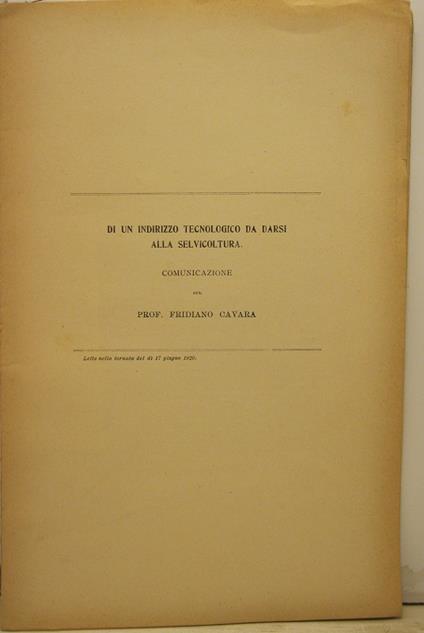 DI UN INDIRIZZO TECNOLOGICO DA DARSI
ALLA SELVICOLTURA.
COMUNICAZIONE
DEL
PROF. FRIDIANO CAVARA
Letta nella tornata del dì 17 giugno 1920.